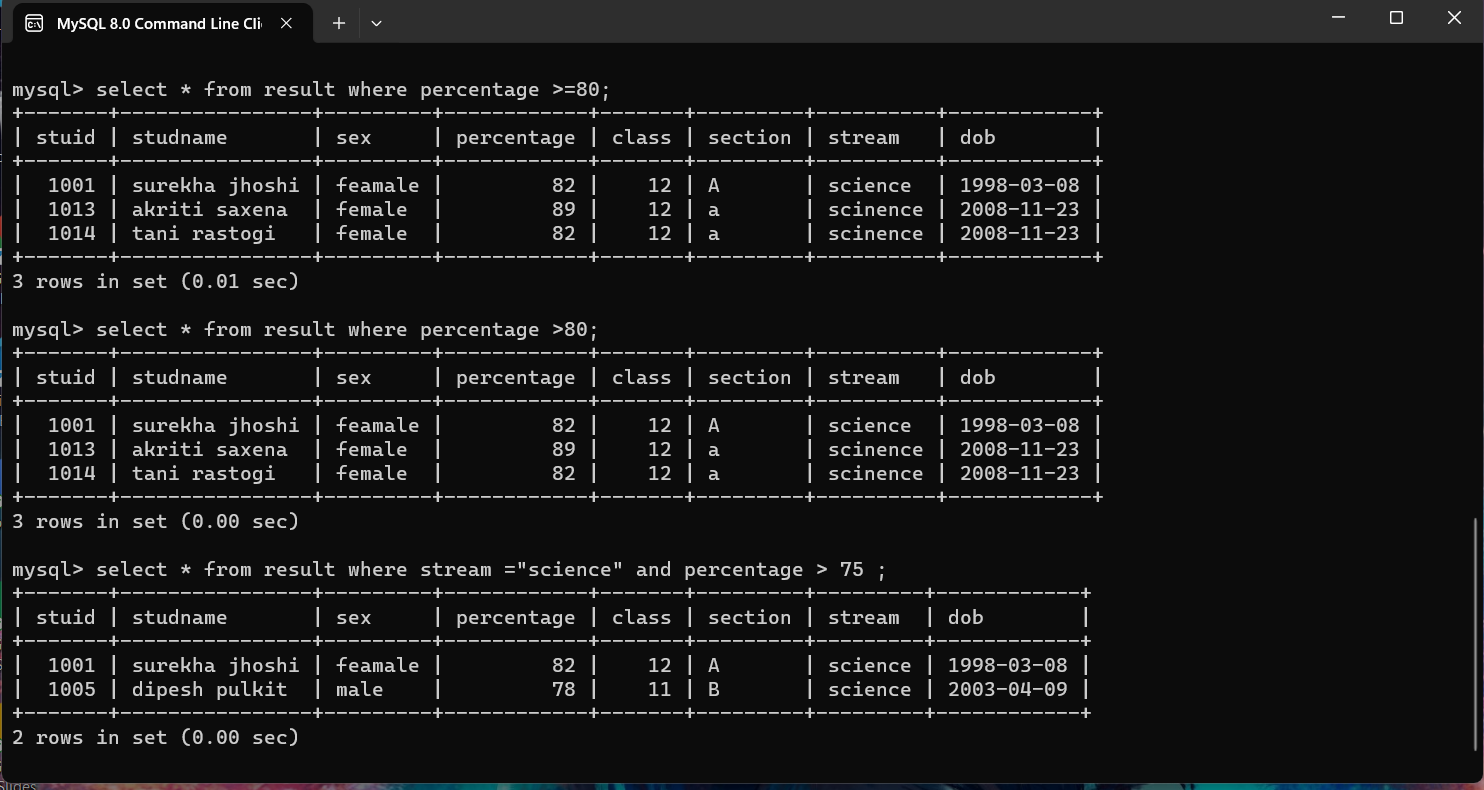 MySQL 8.0 Command Line Cli
mysql> select * from result where percentage >=80;
+-------+----------------+---------+------------+-------+---------+----------+------------+
| stuid | studname       | sex     | percentage | class | section | stream   | dob        |
+-------+----------------+---------+------------+-------+---------+----------+------------+
|  1001 | surekha jhoshi | feamale |         82 |    12 | A       | science  | 1998-03-08 |
|  1013 | akriti saxena  | female  |         89 |    12 | a       | scinence | 2008-11-23 |
|  1014 | tani rastogi   | female  |         82 |    12 | a       | scinence | 2008-11-23 |
+-------+----------------+---------+------------+-------+---------+----------+------------+
3 rows in set (0.01 sec)
mysql> select * from result where percentage >80;
+-------+----------------+---------+------------+-------+---------+----------+------------+
| stuid | studname       | sex     | percentage | class | section | stream   | dob        |
+-------+----------------+---------+------------+-------+---------+----------+------------+
|  1001 | surekha jhoshi | feamale |         82 |    12 | A       | science  | 1998-03-08 |
|  1013 | akriti saxena  | female  |         89 |    12 | a       | scinence | 2008-11-23 |
|  1014 | tani rastogi   | female  |         82 |    12 | a       | scinence | 2008-11-23 |
+-------+----------------+---------+------------+-------+---------+----------+------------+
3 rows in set (0.00 sec)
mysql> select * from result where stream ="science" and percentage > 75 ;
+-------+----------------+---------+------------+-------+---------+---------+------------+
| stuid | studname       | sex     | percentage | class | section | stream  | dob        |
+-------+----------------+---------+------------+-------+---------+---------+------------+
|  1001 | surekha jhoshi | feamale |         82 |    12 | A       | science | 1998-03-08 |
|  1005 | dipesh pulkit  | male    |         78 |    11 | B       | science | 2003-04-09 |
+-------+----------------+---------+------------+-------+---------+---------+------------+
2 rows in set (0.00 sec)
Slides